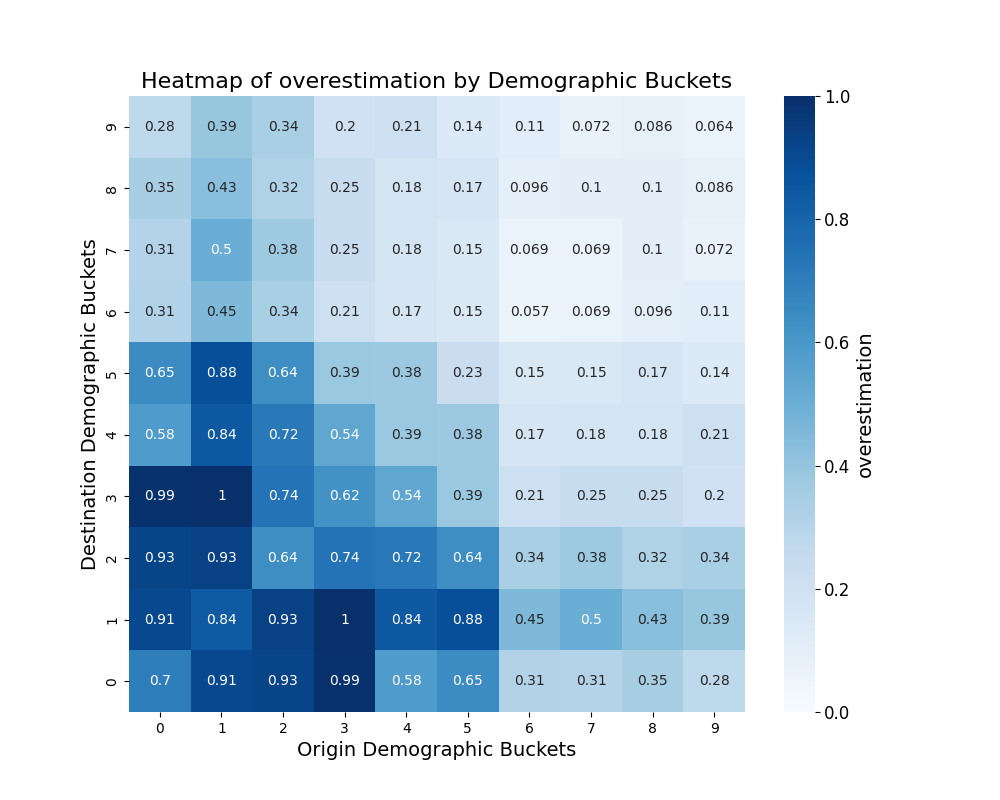 Heatmap of overestimation by Demographic Buckets
9 0.28 0.39 0.34 0.2 0.21 0.14 0.11 0.072 0.086 0.064
8 0.35 0.43 0.32 0.25 0.18 0.17 0.096 0.1 0.1 0.086
7 0.31 0.5 0.38 0.25 0.18 0.15 0.069 0.069 0.1 0.072
6 0.31 0.45 0.34 0.21 0.17 0.15 0.057 0.069 0.096 0.11
5 0.65 0.88 0.64 0.39 0.38 0.23 0.15 0.15 0.17 0.14
4 0.58 0.84 0.72 0.54 0.39 0.38 0.17 0.18 0.18 0.21
3 0.99 1 0.74 0.62 0.54 0.39 0.21 0.25 0.25 0.2
2 0.93 0.93 0.64 0.74 0.72 0.64 0.34 0.38 0.32 0.34
1 0.91 0.84 0.93 1 0.84 0.88 0.45 0.5 0.43 0.39
0 0.7 0.91 0.93 0.99 0.58 0.65 0.31 0.31 0.35 0.28
0 1 2 3 4 5 6 7 8 9
Origin Demographic Buckets
Destination Demographic Buckets
1.0
0.8
0.6
0.4
0.2
0.0
overestimation